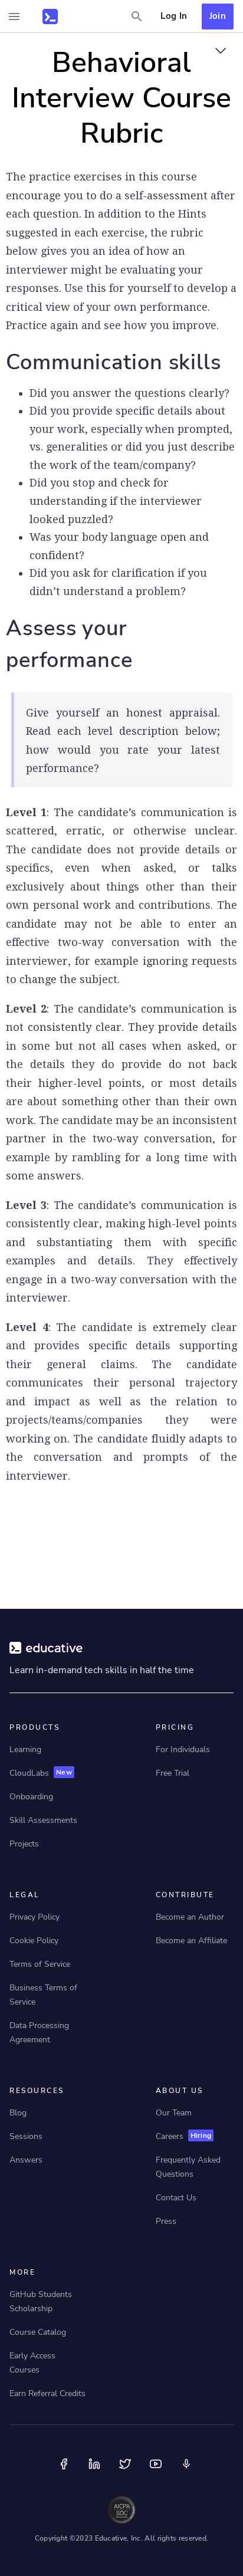 Log In
Join
Behavioral
Interview Course
Rubric
The practice exercises in this course
encourage you to do a self-assessment after
each question. In addition to the Hints
suggested in each exercise, the rubric
below gives you an idea of how an
interviewer might be evaluating your
responses. Use this for yourself to develop a
critical view of your own performance.
Practice again and see how you improve.
Communication skills
Did you answer the questions clearly?
Did you provide specific details about
your work, especially when prompted,
vs. generalities or did you just describe
the work of the team/company?
Did you stop and check for
understanding if the interviewer
looked puzzled?
Was your body language open and
confident?
Did you ask for clarification if you
didn’t understand a problem?
Assess your
performance
Give yourself an honest appraisal.
Read each level description below;
how would you rate your latest
performance?
Level 1: The candidate’s communication is
scattered, erratic, or otherwise unclear.
The candidate does not provide details or
specifics, even when asked, or talks
exclusively about things other than their
own personal work and contributions. The
candidate may not be able to enter an
effective two-way conversation with the
interviewer, for example ignoring requests
to change the subject.
Level 2: The candidate’s communication is
not consistently clear. They provide details
in some but not all cases when asked, or
the details they do provide do not back
their higher-level points, or most details
are about something other than their own
work. The candidate may be an inconsistent
partner in the two-way conversation, for
example by rambling for a long time with
some answers.
Level 3: The candidate’s communication is
consistently clear, making high-level points
and substantiating them with specific
examples and details. They effectively
engage in a two-way conversation with the
interviewer.
Level 4: The candidate is extremely clear
and provides specific details supporting
their general claims. The candidate
communicates their personal trajectory
and impact as well as the relation to
projects/teams/companies they were
working on. The candidate fluidly adapts to
the conversation and prompts of the
interviewer.
educative
Learn in-demand tech skills in half the time
PRODUCTS
Learning
CloudLabs New
Onboarding
Skill Assessments
Projects
PRICING
For Individuals
Free Trial
LEGAL
Privacy Policy
Cookie Policy
Terms of Service
Business Terms of
Service
Data Processing
Agreement
CONTRIBUTE
Become an Author
Become an Affiliate
RESOURCES
Blog
Sessions
Answers
ABOUT US
Our Team
Careers Hiring
Frequently Asked
Questions
Contact Us
Press
MORE
GitHub Students
Scholarship
Course Catalog
Early Access
Courses
Earn Referral Credits
AICPA
SOC
Copyright ©2023 Educative, Inc. All rights reserved.